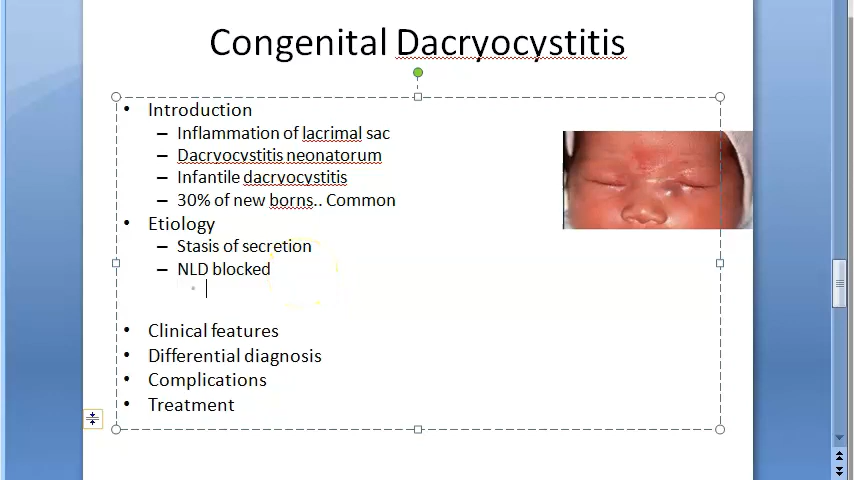 Congenital Dacryocystitis
• Introduction
– Inflammation of lacrimal sac
– Dacryocystitis neonatorum
– Infantile dacryocystitis
– 30% of new borns.. Common
• Etiology
– Stasis of secretion
– NLD blocked
• Clinical features
• Differential diagnosis
• Complications
• Treatment